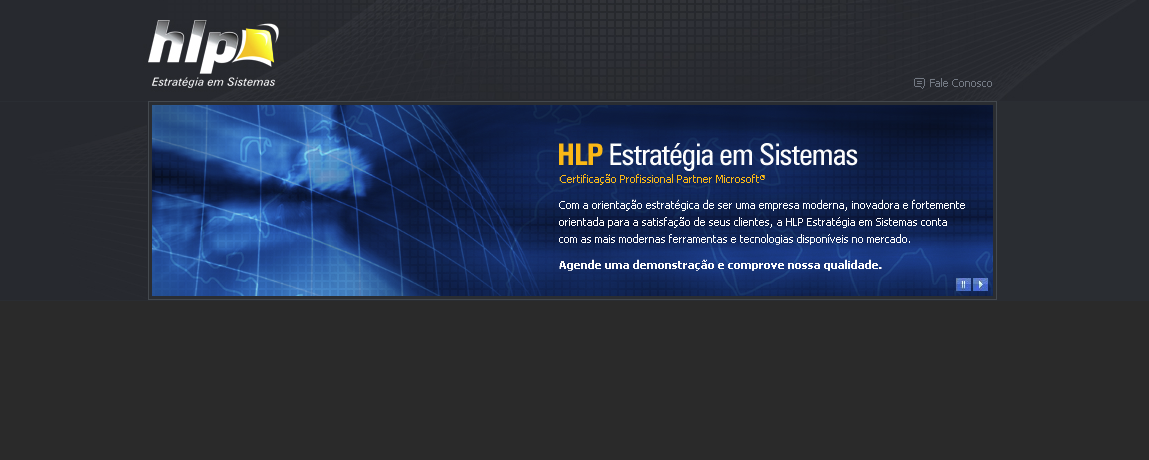 hlp
Estratégia em Sistemas
Fale Conosco
HLP Estratégia em Sistemas
Certificação Profissional Partner Microsoft®
Com a orientação estratégica de ser uma empresa moderna, inovadora e fortemente
orientada para a satisfação de seus clientes, a HLP Estratégia em Sistemas conta
com as mais modernas ferramentas e tecnologias disponíveis no mercado.
Agende uma demonstração e comprove nossa qualidade.